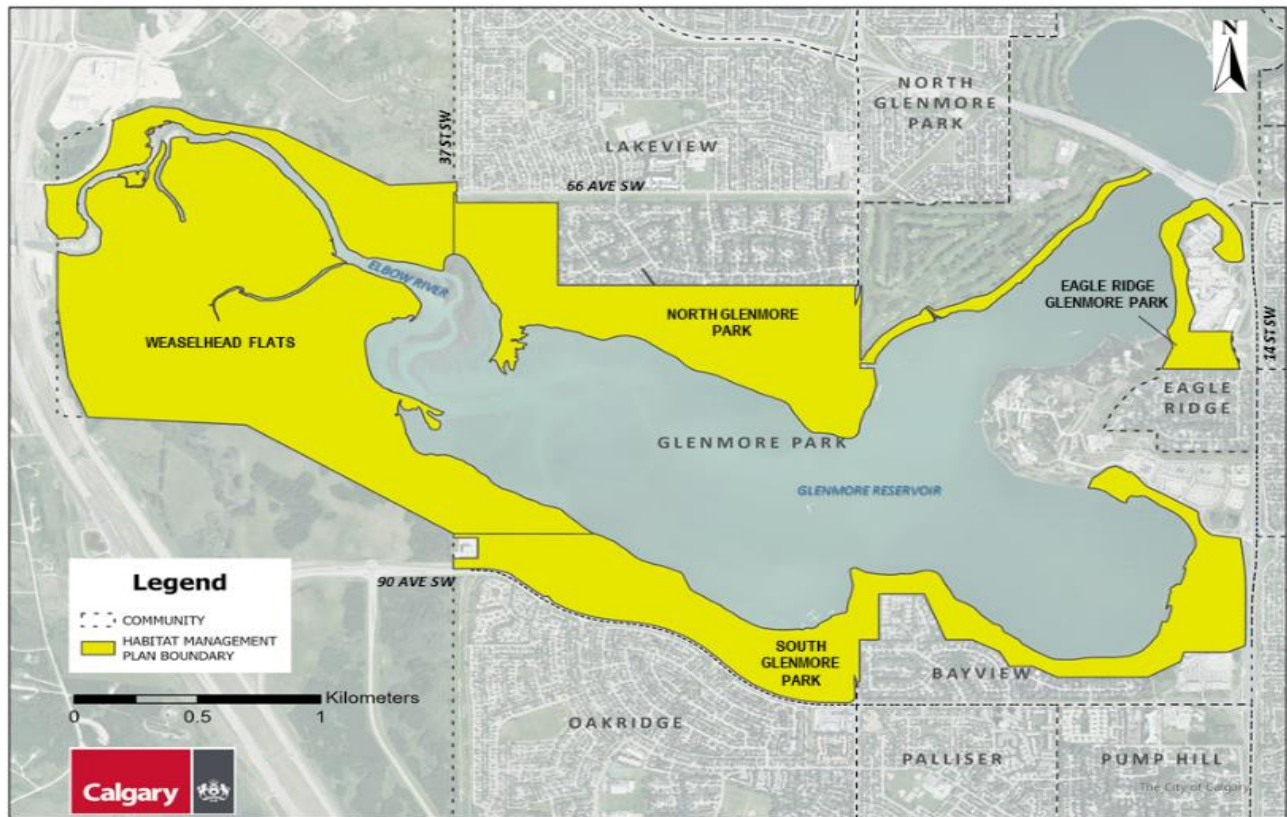 N
NORTH
GLENMORE
PARK
37 ST SW
LAKEVIEW
66 AVE SW
ELBOW RIVER
EAGLE RIDGE
GLENMORE PARK
NORTH GLENMORE
PARK
WEASELHEAD FLATS
14 ST SW
EAGLE
RIDGE
GLENMORE PARK
GLENMORE RESERVOIR
90 AVE SW
Legend
COMMUNITY
HABITAT MANAGEMENT
PLAN BOUNDARY
SOUTH
GLENMORE
PARK
BAYVIEW
Kilometers
0 0.5 1
OAKRIDGE
PALLISER
PUMP HILL
The City of Calgary
Calgary